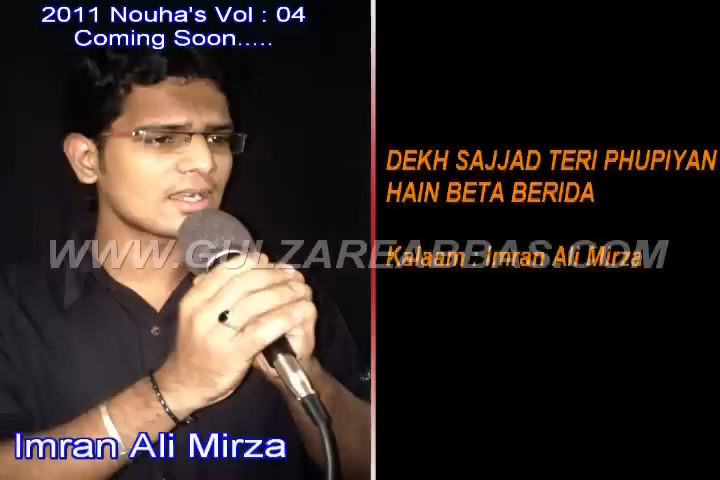 2011 Nouha's Vol : 04
Coming Soon.....
DEKH SAJJAD TERI PHUPIYAN
HAIN BETA BERIDA
WWW.GULZAREABBAS.COM
Kalaam : Imran Ali Mirza
Imran Ali Mirza